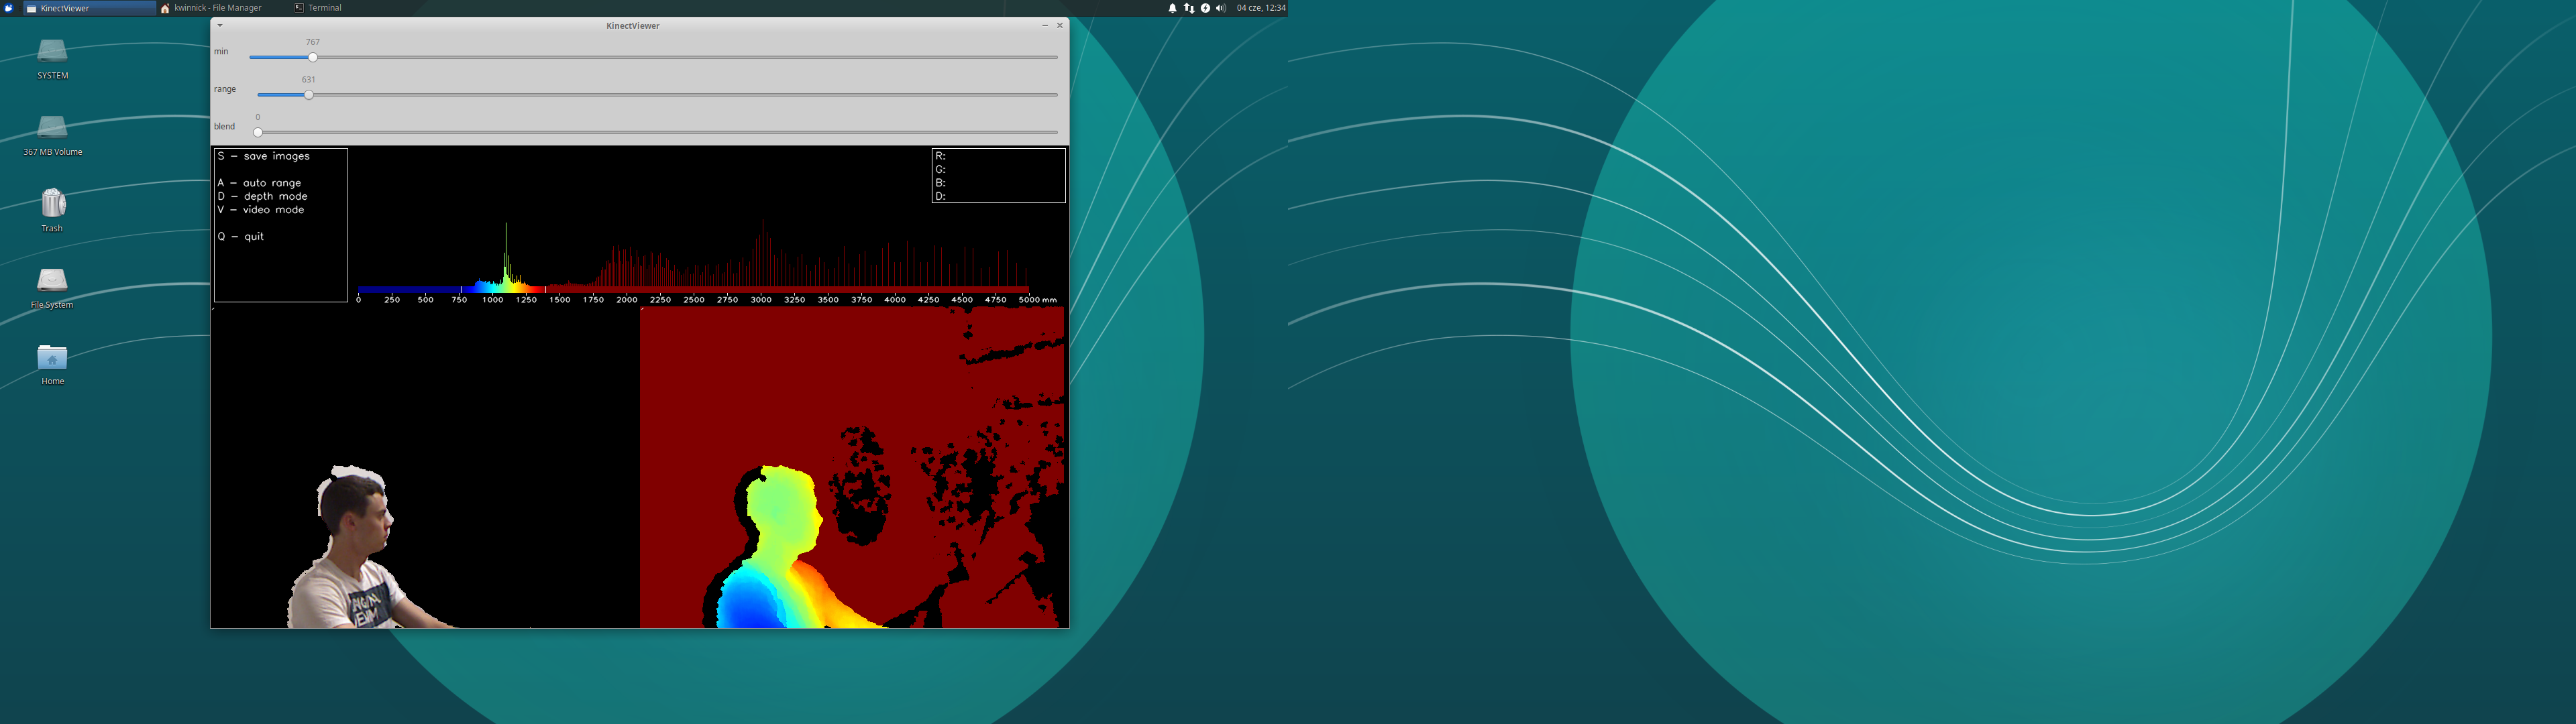 KinectViewer
kwinnick - File Manager
Terminal
04 cze, 12:34
KinectViewer
SYSTEM
367 MB Volume
Trash
File System
Home
min
767
range
631
blend
0
S - save images
A - auto range
D - depth mode
V - video mode
Q - quit
R:
G:
B:
D:
0 250 500 750 1000 1250 1500 1750 2000 2250 2500 2750 3000 3250 3500 3750 4000 4250 4500 4750 5000 mm